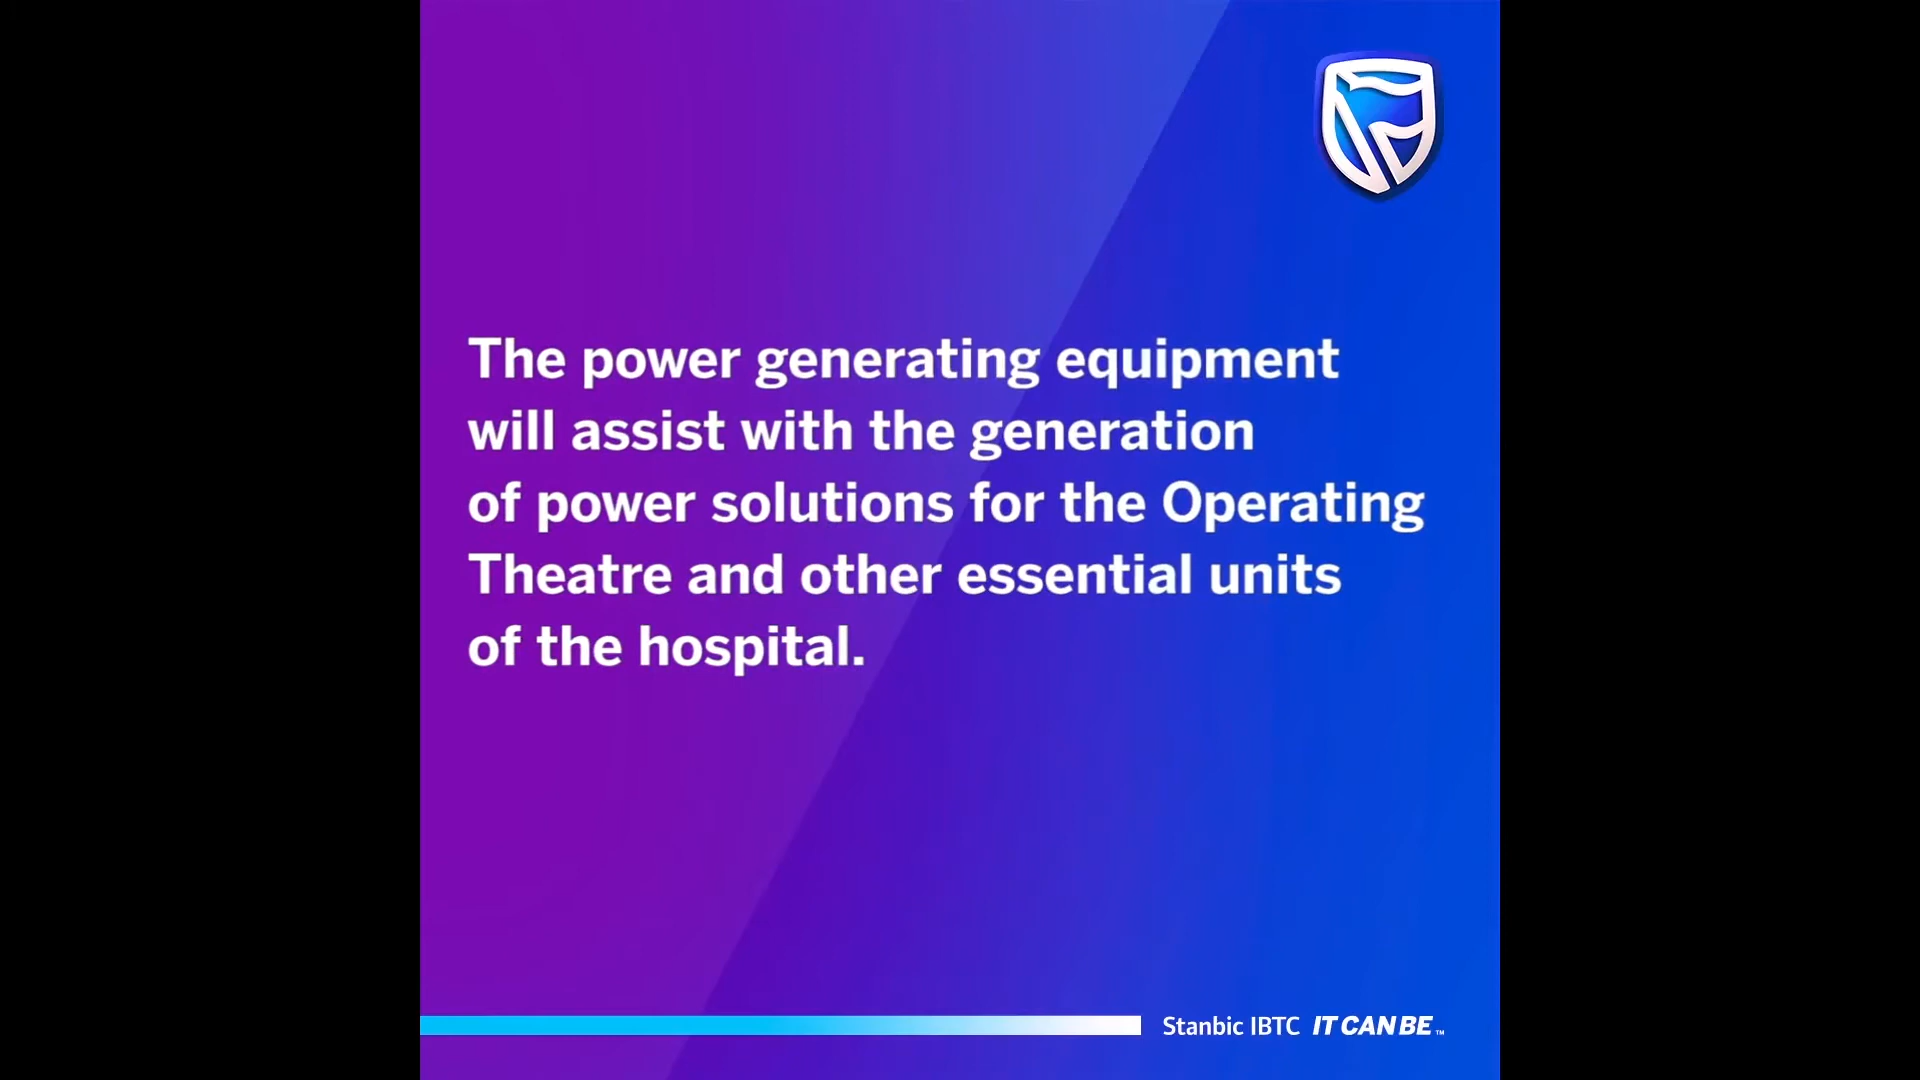 The power generating equipment
will assist with the generation
of power solutions for the Operating
Theatre and other essential units
of the hospital.
Stanbic IBTC IT CAN BE™